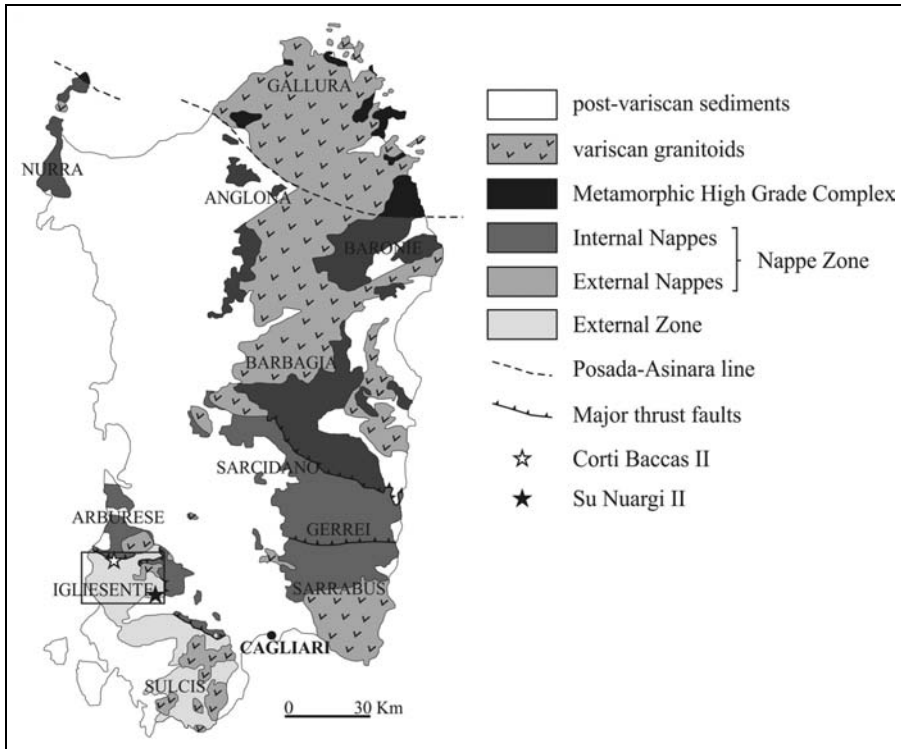 GALLURA
NURRA
ANGLONA
BARONIE
BARBAGIA
SARCIDANO
ARBURESE
GERREI
IGLIESENTE
SARRABUS
CAGLIARI
SULCIS
0 30 Km
post-variscan sediments
variscan granitoids
Metamorphic High Grade Complex
Internal Nappes
Nappe Zone
External Nappes
External Zone
Posada-Asinara line
Major thrust faults
Corti Baccas II
Su Nuargi II